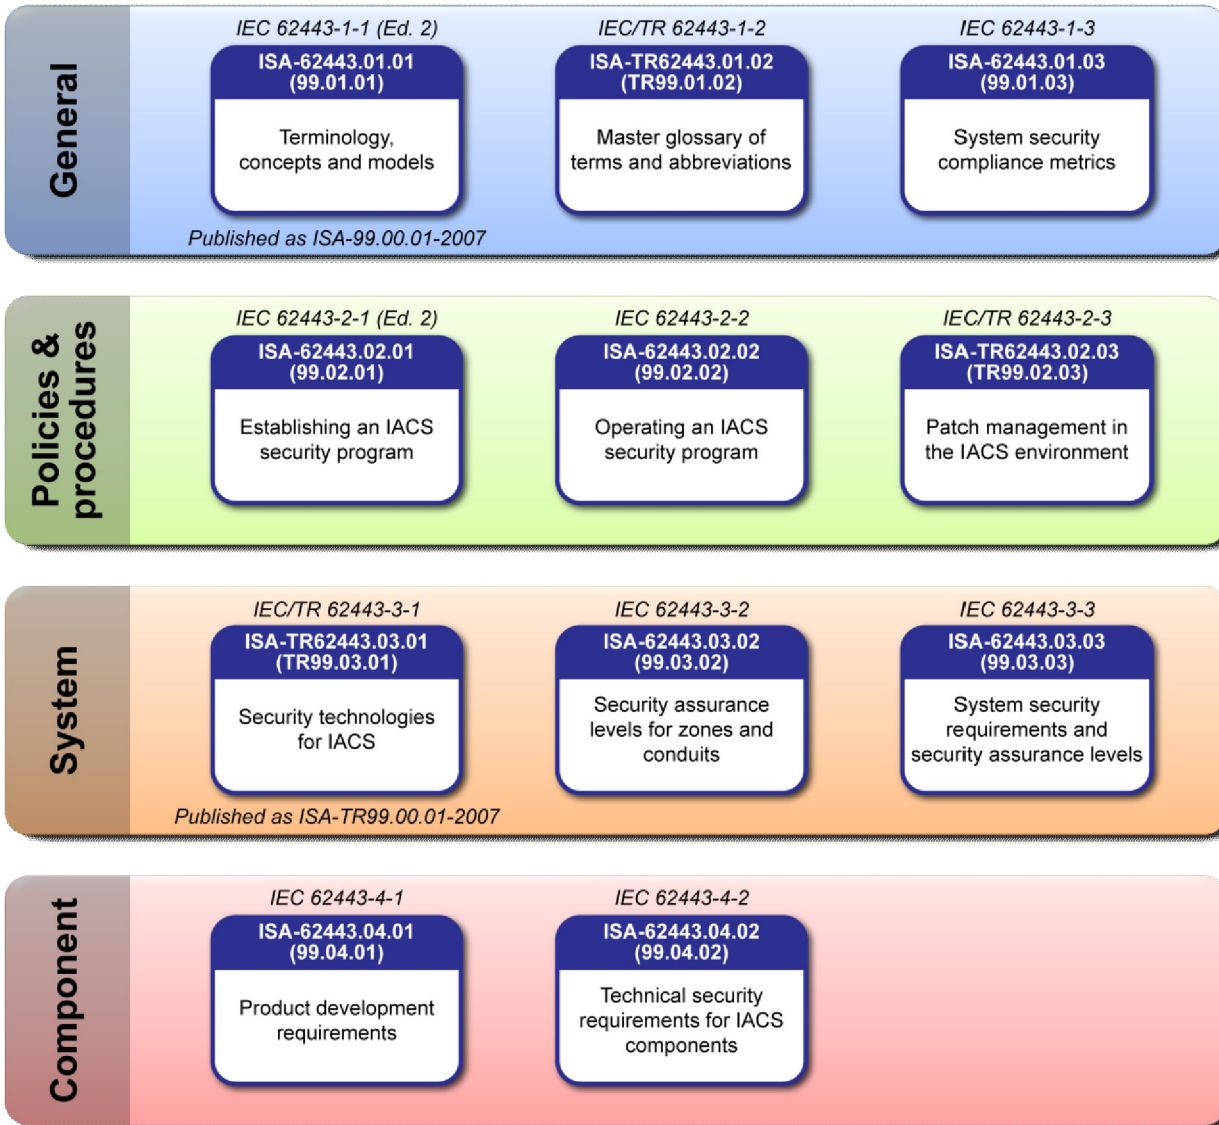 General
IEC 62443-1-1 (Ed. 2)
ISA-62443.01.01
(99.01.01)
Terminology,
concepts and models
Published as ISA-99.00.01-2007
IEC/TR 62443-1-2
ISA-TR62443.01.02
(TR99.01.02)
Master glossary of
terms and abbreviations
IEC 62443-1-3
ISA-62443.01.03
(99.01.03)
System security
compliance metrics
Policies &
procedures
IEC 62443-2-1 (Ed. 2)
ISA-62443.02.01
(99.02.01)
Establishing an IACS
security program
IEC 62443-2-2
ISA-62443.02.02
(99.02.02)
Operating an IACS
security program
IEC/TR 62443-2-3
ISA-TR62443.02.03
(TR99.02.03)
Patch management in
the IACS environment
System
IEC/TR 62443-3-1
ISA-TR62443.03.01
(TR99.03.01)
Security technologies
for IACS
Published as ISA-TR99.00.01-2007
IEC 62443-3-2
ISA-62443.03.02
(99.03.02)
Security assurance
levels for zones and
conduits
IEC 62443-3-3
ISA-62443.03.03
(99.03.03)
System security
requirements and
security assurance levels
Component
IEC 62443-4-1
ISA-62443.04.01
(99.04.01)
Product development
requirements
IEC 62443-4-2
ISA-62443.04.02
(99.04.02)
Technical security
requirements for IACS
components